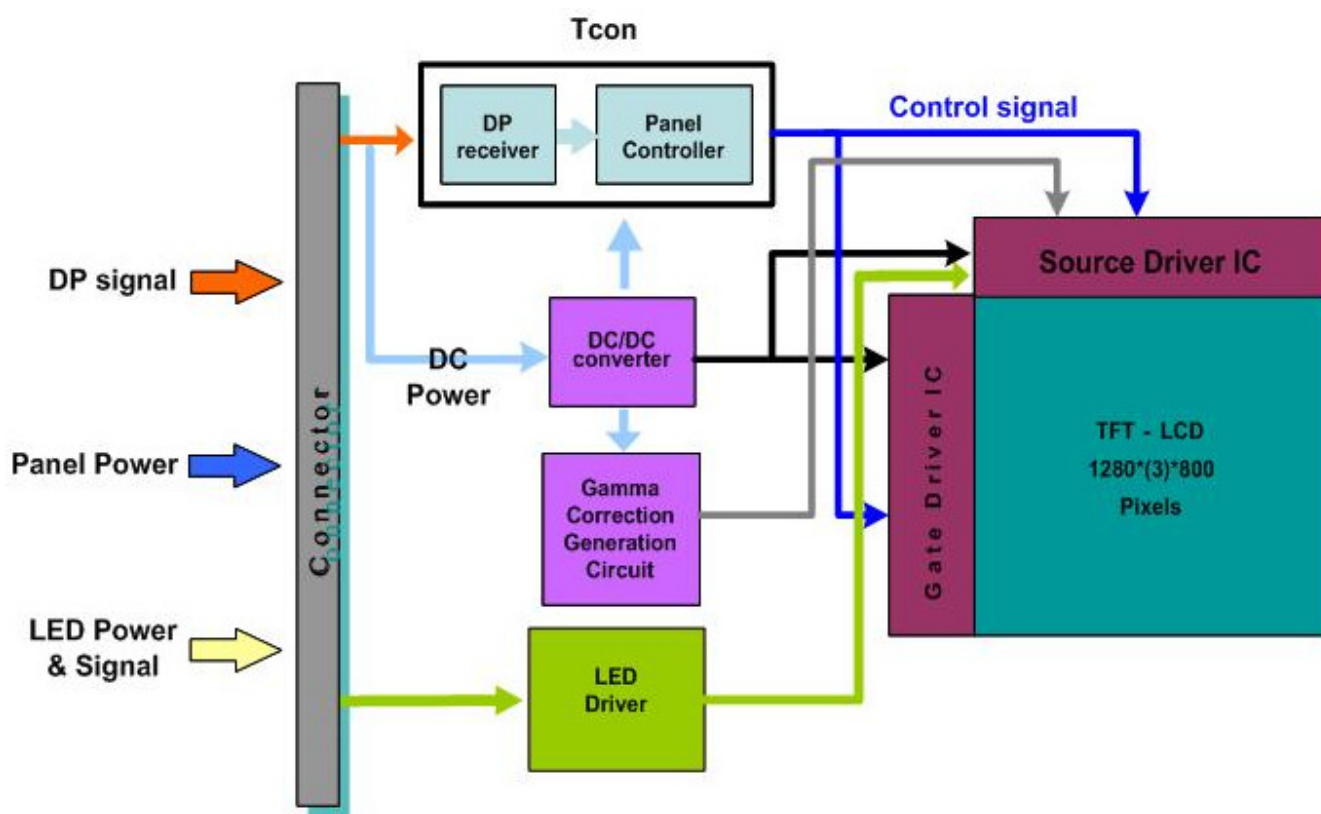 Tcon
DP
receiver
Panel
Controller
Control signal
DP signal
Source Driver IC
DC/DC
converter
DC
Power
Connector
Panel Power
Gate Driver IC
TFT - LCD
1280*(3)*800
Pixels
Gamma
Correction
Generation
Circuit
LED Power
& Signal
LED
Driver